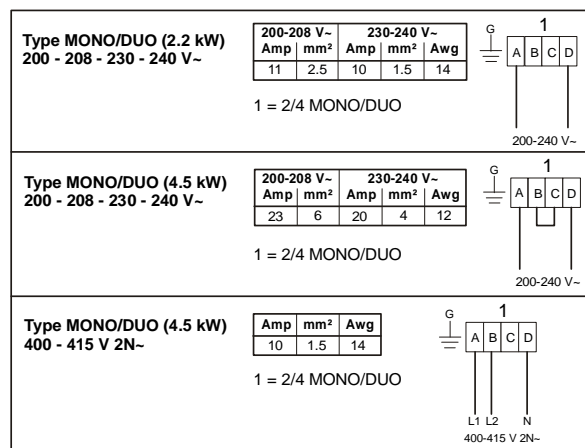 Type MONO/DUO (2.2 kW)
200 - 208 - 230 - 240 V~
200-208 V~ 230-240 V~
Amp mm² Amp mm² Awg
11 2.5 10 1.5 14
1 = 2/4 MONO/DUO
G 1
A B C D
200-240 V~
Type MONO/DUO (4.5 kW)
200 - 208 - 230 - 240 V~
200-208 V~ 230-240 V~
Amp mm² Amp mm² Awg
23 6 20 4 12
1 = 2/4 MONO/DUO
G 1
A B C D
200-240 V~
Type MONO/DUO (4.5 kW)
400 - 415 V 2N~
Amp mm² Awg
10 1.5 14
1 = 2/4 MONO/DUO
G 1
A B C D
L1 L2 N
400-415 V 2N~